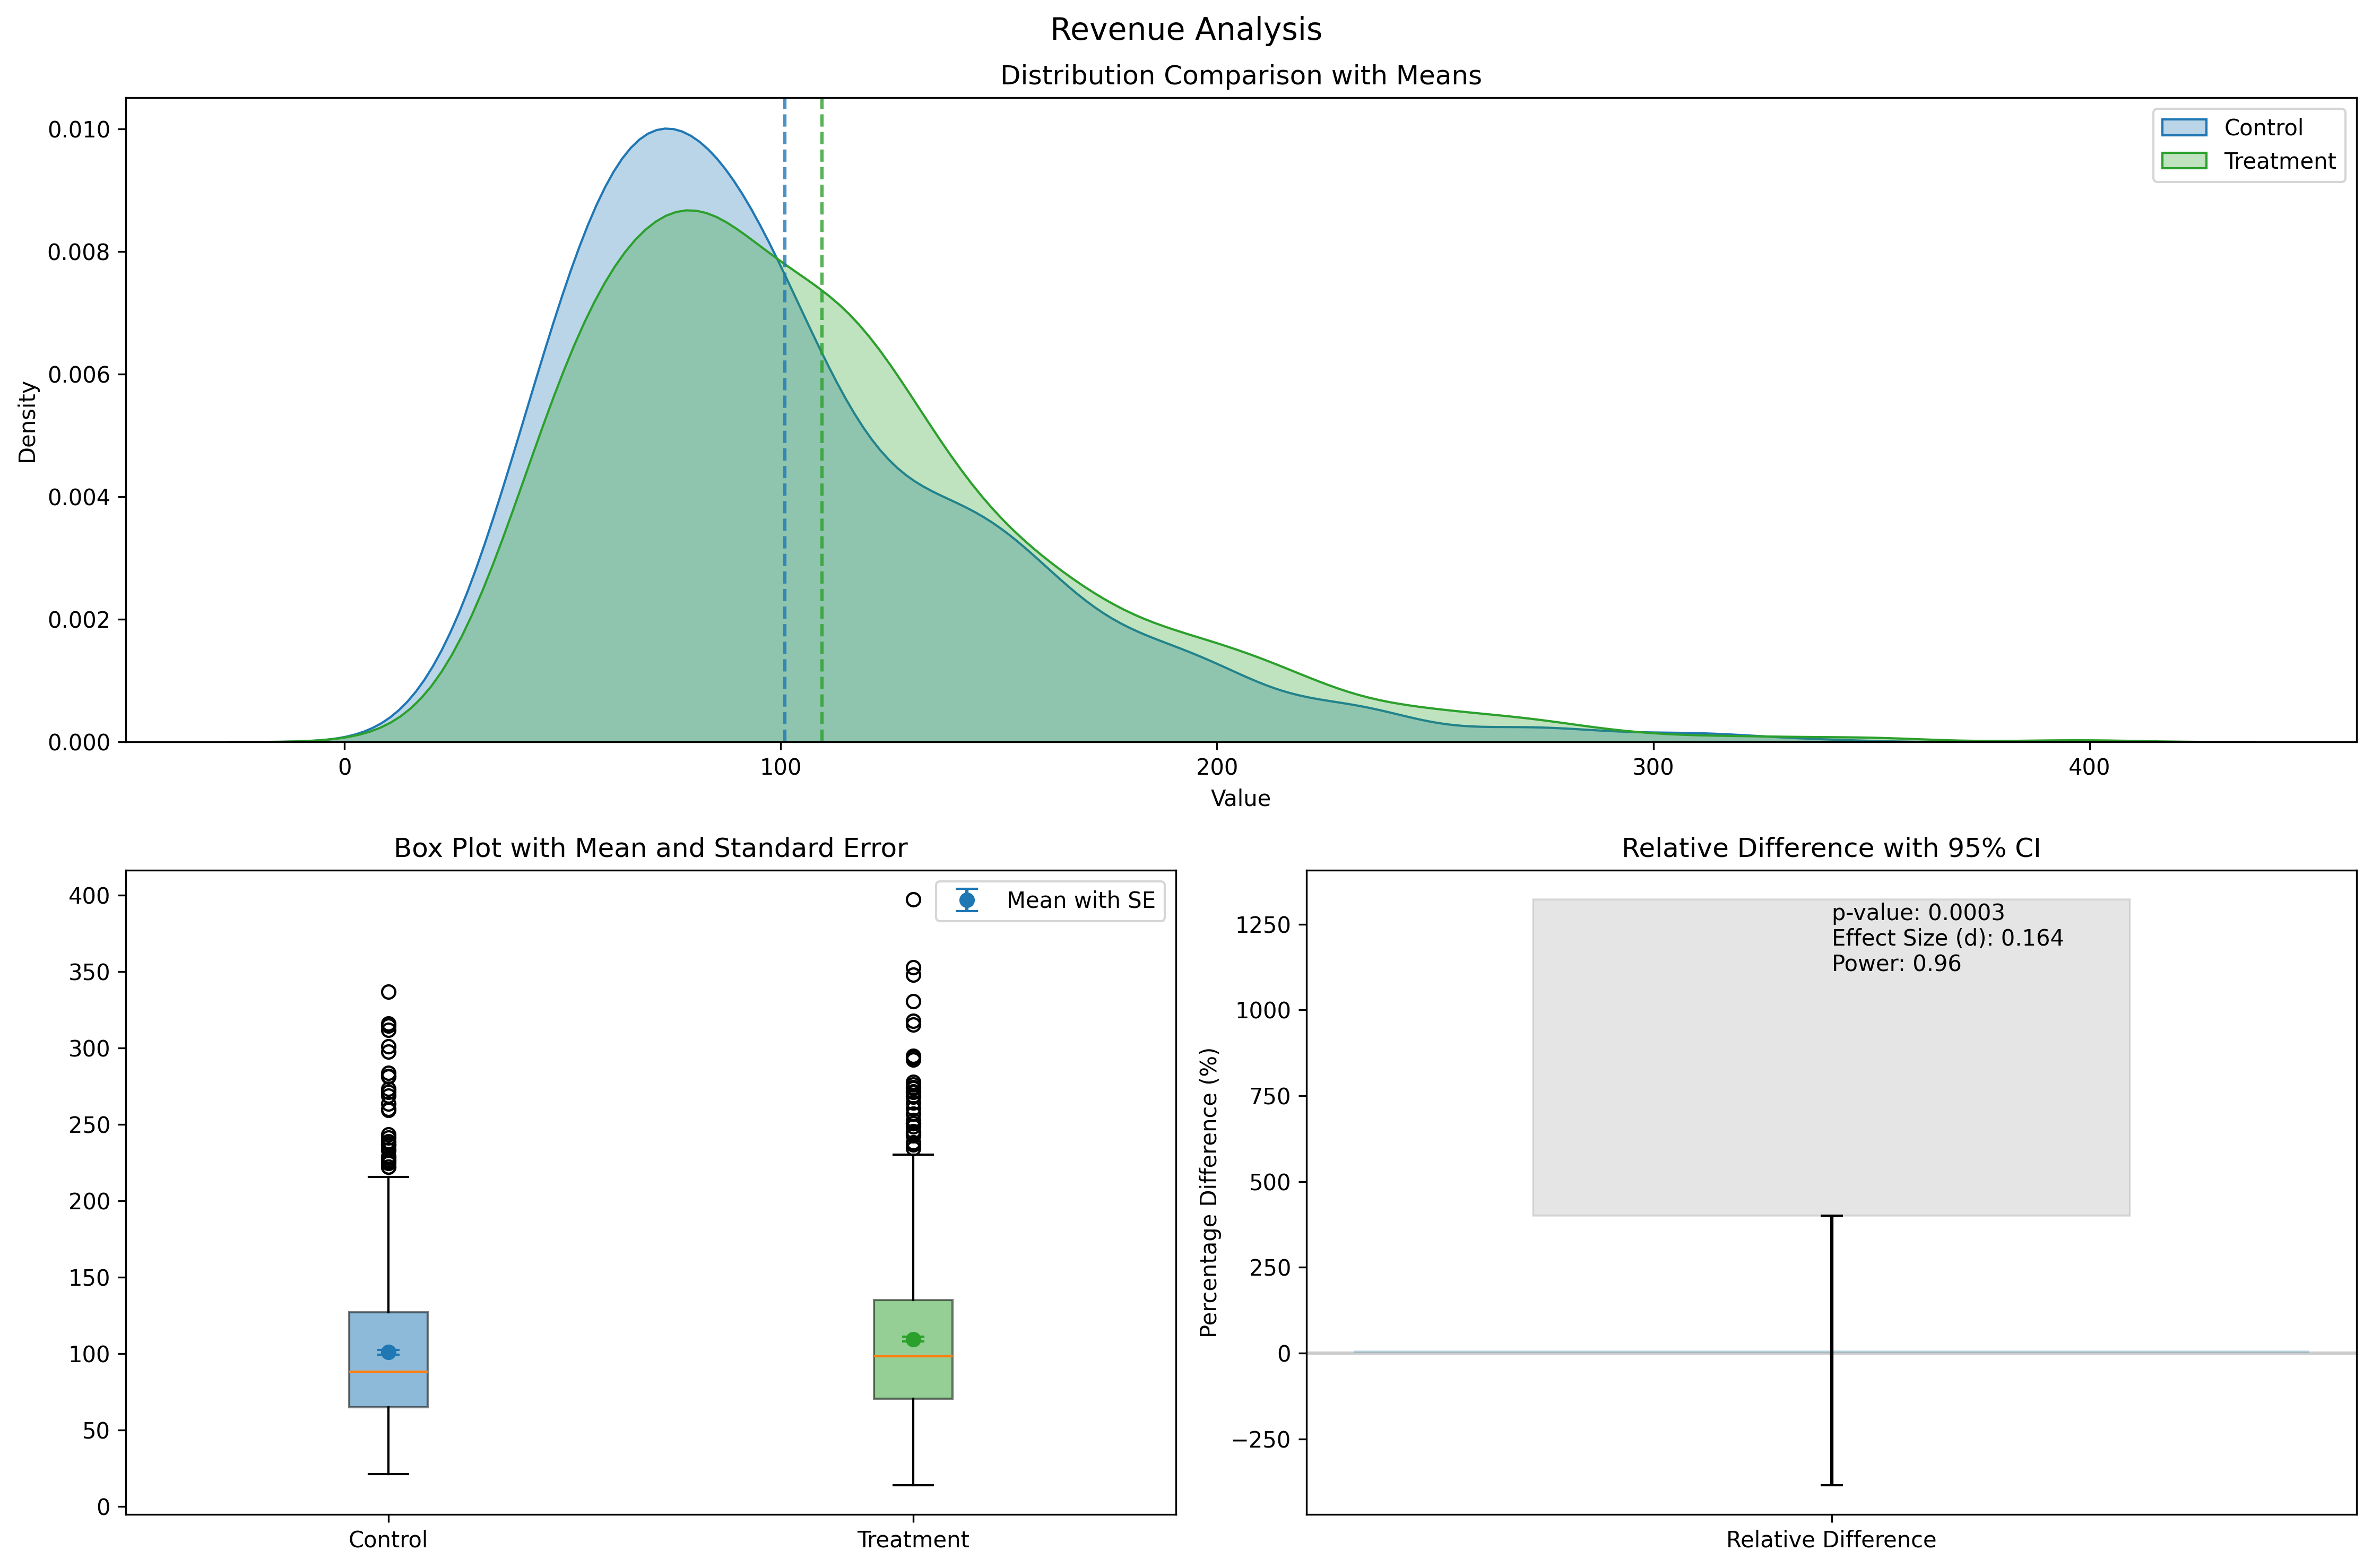 Revenue Analysis
Distribution Comparison with Means
0.010
0.008
0.006
0.004
0.002
0.000
Density
0
100
200
300
400
Value
Control
Treatment
Box Plot with Mean and Standard Error
400
350
300
250
200
150
100
50
0
Mean with SE
Control
Treatment
Relative Difference with 95% CI
Percentage Difference (%)
1250
1000
750
500
250
0
−250
p-value: 0.0003
Effect Size (d): 0.164
Power: 0.96
Relative Difference